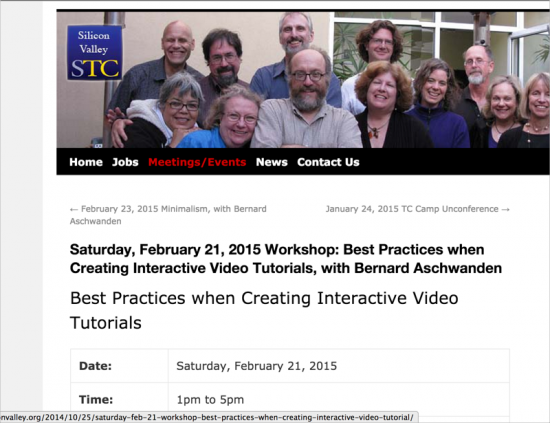 Silicon
Valley
STC
Home Jobs Meetings/Events News Contact Us
← February 23, 2015 Minimalism, with Bernard
Aschwanden
January 24, 2015 TC Camp Unconference →
Saturday, February 21, 2015 Workshop: Best Practices when
Creating Interactive Video Tutorials, with Bernard Aschwanden
Best Practices when Creating Interactive Video
Tutorials
Date: Saturday, February 21, 2015
Time: 1pm to 5pm
onvalley.org/2014/10/25/saturday-feb-21-workshop-best-practices-when-creating-interactive-video-tutorial/